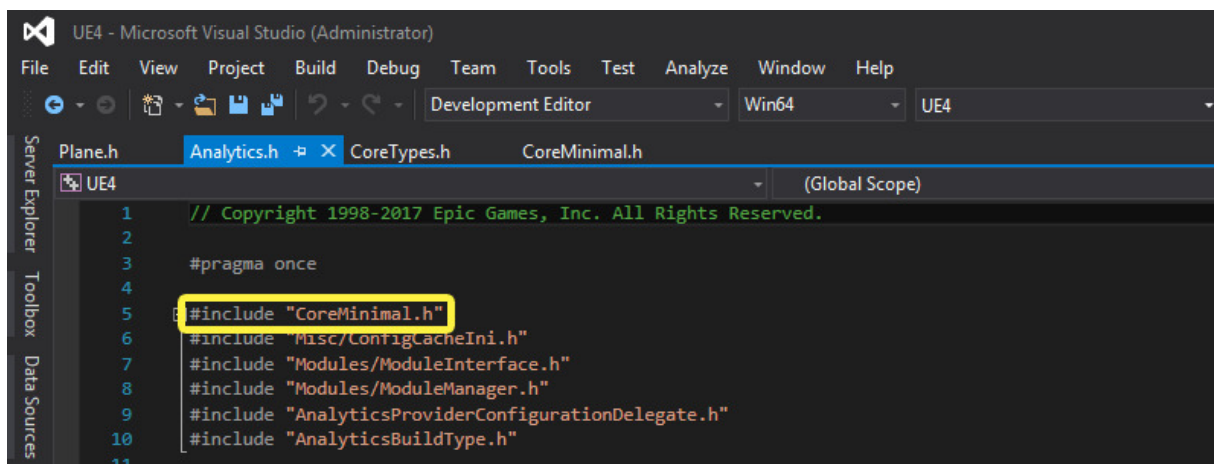 UE4 - Microsoft Visual Studio (Administrator)
File Edit View Project Build Debug Team Tools Test Analyze Window Help
Development Editor Win64 UE4
Plane.h Analytics.h CoreTypes.h CoreMinimal.h
UE4 (Global Scope)
Server Explorer
Toolbox
Data Sources
1 // Copyright 1998-2017 Epic Games, Inc. All Rights Reserved.
2
3 #pragma once
4
5 #include "CoreMinimal.h"
6 #include "Misc/ConfigCacheIni.h"
7 #include "Modules/ModuleInterface.h"
8 #include "Modules/ModuleManager.h"
9 #include "AnalyticsProviderConfigurationDelegate.h"
10 #include "AnalyticsBuildType.h"
11